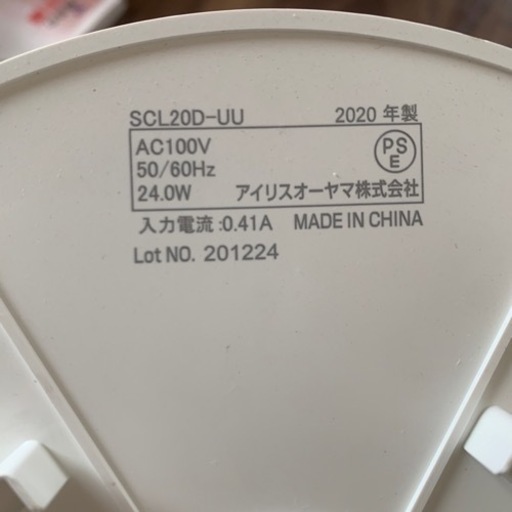 SCL20D-UU 2020 年製
AC100V
50/60Hz
24.0W アイリスオーヤマ株式会社
PS
E
入力電流:0.41A MADE IN CHINA
Lot NO. 201224